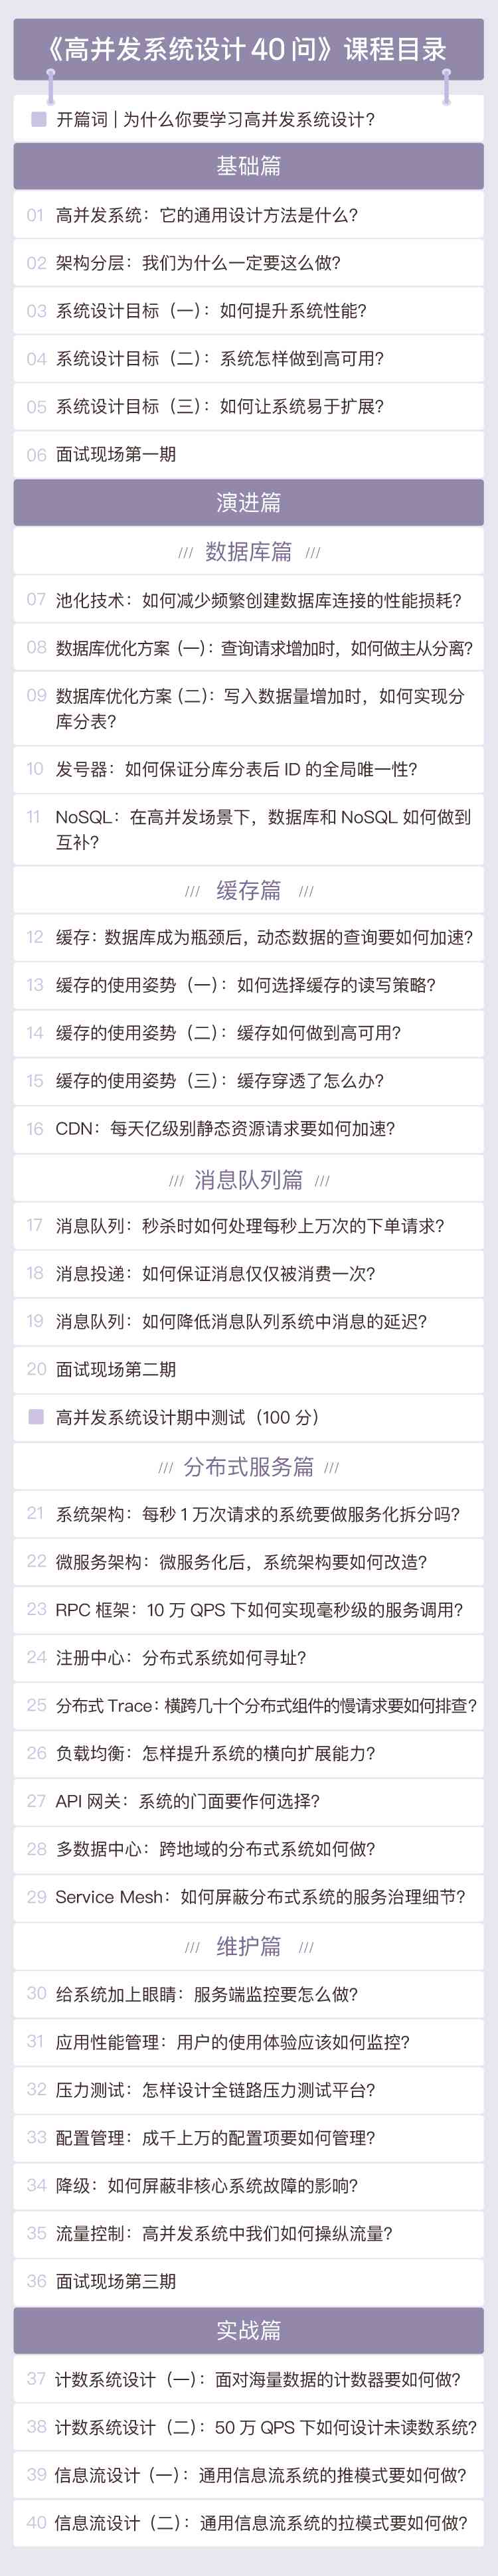 《高并发系统设计 40 问》课程目录
开篇词 | 为什么你要学习高并发系统设计?
基础篇
01 高并发系统：它的通用设计方法是什么?
02 架构分层：我们为什么一定要这么做?
03 系统设计目标（一）：如何提升系统性能?
04 系统设计目标（二）：系统怎样做到高可用?
05 系统设计目标（三）：如何让系统易于扩展?
06 面试现场第一期
演进篇
/// 数据库篇 ///
07 池化技术：如何减少频繁创建数据库连接的性能损耗?
08 数据库优化方案（一）：查询请求增加时，如何做主从分离?
09 数据库优化方案（二）：写入数据量增加时，如何实现分
库分表?
10 发号器：如何保证分库分表后 ID 的全局唯一性?
11 NoSQL：在高并发场景下，数据库和 NoSQL 如何做到
互补?
/// 缓存篇 ///
12 缓存：数据库成为瓶颈后，动态数据的查询要如何加速?
13 缓存的使用姿势（一）：如何选择缓存的读写策略?
14 缓存的使用姿势（二）：缓存如何做到高可用?
15 缓存的使用姿势（三）：缓存穿透了怎么办?
16 CDN：每天亿级别静态资源请求要如何加速?
/// 消息队列篇 ///
17 消息队列：秒杀时如何处理每秒上万次的下单请求?
18 消息投递：如何保证消息仅仅被消费一次?
19 消息队列：如何降低消息队列系统中消息的延迟?
20 面试现场第二期
高并发系统设计期中测试（100 分）
/// 分布式服务篇 ///
21 系统架构：每秒 1 万次请求的系统要做服务化拆分吗?
22 微服务架构：微服务化后，系统架构要如何改造?
23 RPC 框架：10 万 QPS 下如何实现毫秒级的服务调用?
24 注册中心：分布式系统如何寻址?
25 分布式 Trace：横跨几十个分布式组件的慢请求要如何排查?
26 负载均衡：怎样提升系统的横向扩展能力?
27 API 网关：系统的门面要作何选择?
28 多数据中心：跨地域的分布式系统如何做?
29 Service Mesh：如何屏蔽分布式系统的服务治理细节?
/// 维护篇 ///
30 给系统加上眼睛：服务端监控要怎么做?
31 应用性能管理：用户的使用体验应该如何监控?
32 压力测试：怎样设计全链路压力测试平台?
33 配置管理：成千上万的配置项要如何管理?
34 降级：如何屏蔽非核心系统故障的影响?
35 流量控制：高并发系统中我们如何操纵流量?
36 面试现场第三期
实战篇
37 计数系统设计（一）：面对海量数据的计数器要如何做?
38 计数系统设计（二）：50 万 QPS 下如何设计未读数系统?
39 信息流设计（一）：通用信息流系统的推模式要如何做?
40 信息流设计（二）：通用信息流系统的拉模式要如何做?